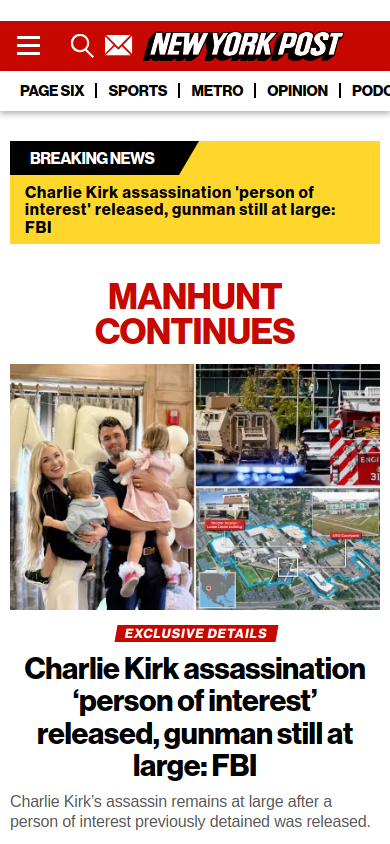 NEW YORK POST
PAGE SIX
SPORTS
METRO
OPINION
BREAKING NEWS
Charlie Kirk assassination 'person of
interest' released, gunman still at large:
FBI
MANHUNT
CONTINUES
EXCLUSIVE DETAILS
Charlie Kirk assassination
‘person of interest’
released, gunman still at
large: FBI
Charlie Kirk’s assassin remains at large after a
person of interest previously detained was released.